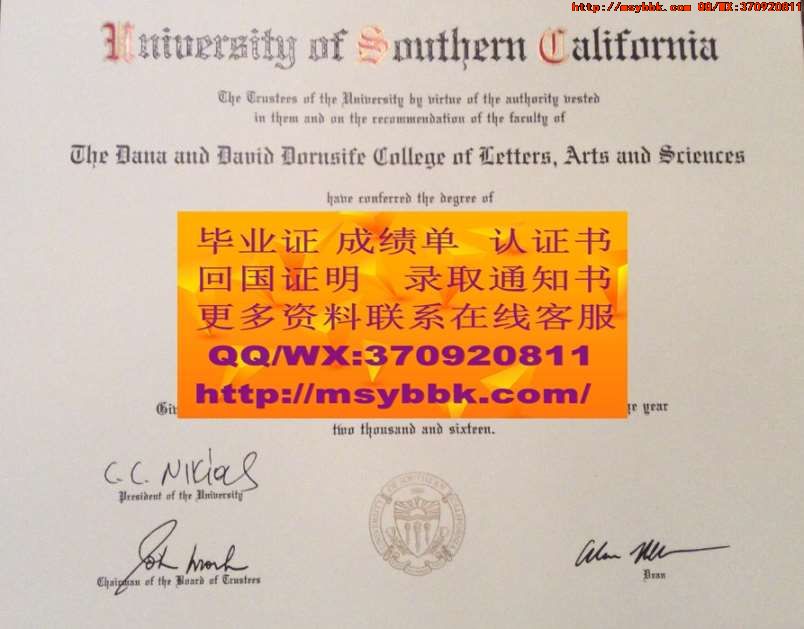 http://msybbk.com QQ/WX:370920811
University of Southern California
The Trustees of the University by virtue of the authority vested
in them and on the recommendation of the faculty of
The Dana and David Dornsife College of Letters, Arts and Sciences
have conferred the degree of
毕业证 成绩单 认证书
回国证明 录取通知书
更多资料联系在线客服
QQ/WX:370920811
http://msybbk.com/
year
two thousand and sixteen.
C. C. Nikias
President of the University
Chairman of the Board of Trustees
Dean